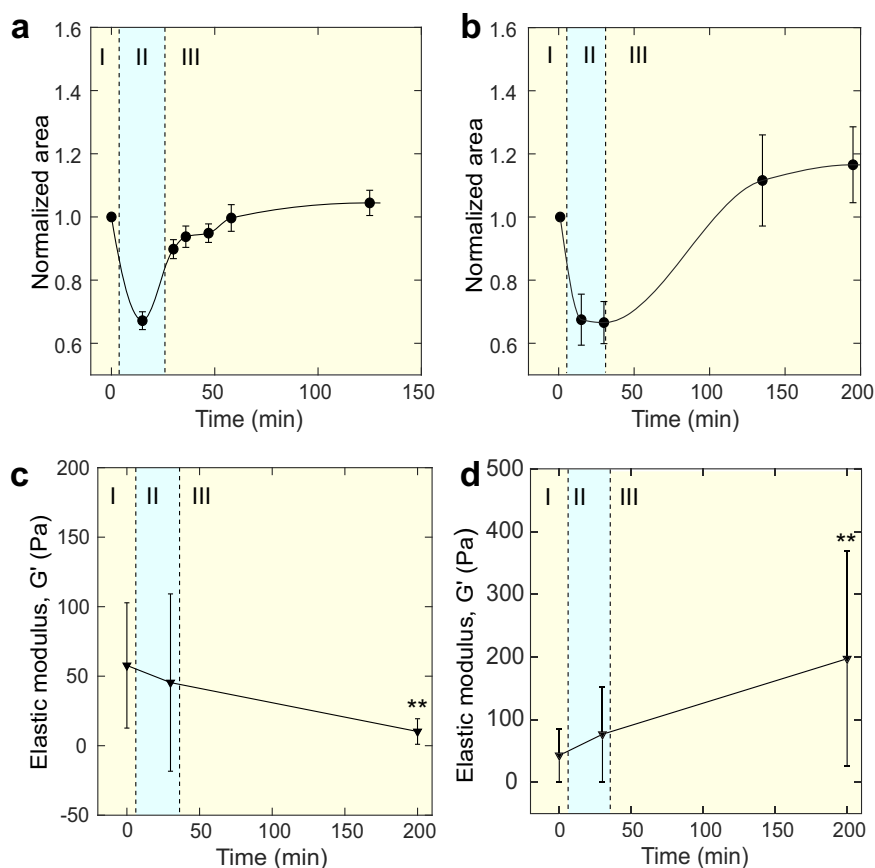 a
I II III
Normalized area
1.6
1.4
1.2
1.0
0.8
0.6
0 50 100 150
Time (min)
b
I II III
Normalized area
1.6
1.4
1.2
1.0
0.8
0.6
0 50 100 150 200
Time (min)
c
I II III
Elastic modulus, G' (Pa)
200
150
100
50
0
-50
**
0 50 100 150 200
Time (min)
d
I II III
Elastic modulus, G' (Pa)
500
400
300
200
100
0
**
0 50 100 150 200
Time (min)